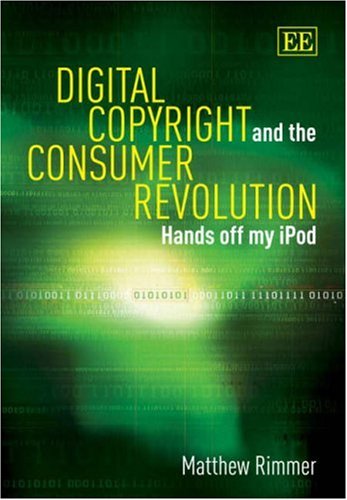 EE
DIGITAL
COPYRIGHT and the
CONSUMER
REVOLUTION
Hands off my iPod
Matthew Rimmer